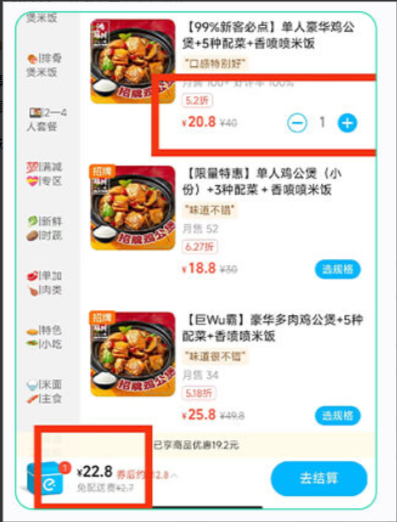 煲米饭
【99%新客必点】单人豪华鸡公
煲+5种配菜+香喷喷米饭
"口感特别好"
月售 100+ 好评率 100%
5.2折
¥20.8 ¥40
1
排骨
煲米饭
2—4
人套餐
满减
专区
新鲜
时蔬
单加
肉类
特色
小吃
米面
主食
招牌
【限量特惠】单人鸡公煲（小
份）+3种配菜+香喷喷米饭
"味道不错"
月售 52
6.27折
¥18.8 ¥30
选规格
招牌
【巨Wu霸】豪华多肉鸡公煲+5种
配菜+香喷喷米饭
"味道很不错"
月售 34
5.18折
¥25.8 ¥49.8
选规格
招牌鸡公煲
招牌鸡公煲
招牌鸡公煲
已享商品优惠19.2元
1
¥22.8 券后约¥12.8
免配送费¥2.7
去结算